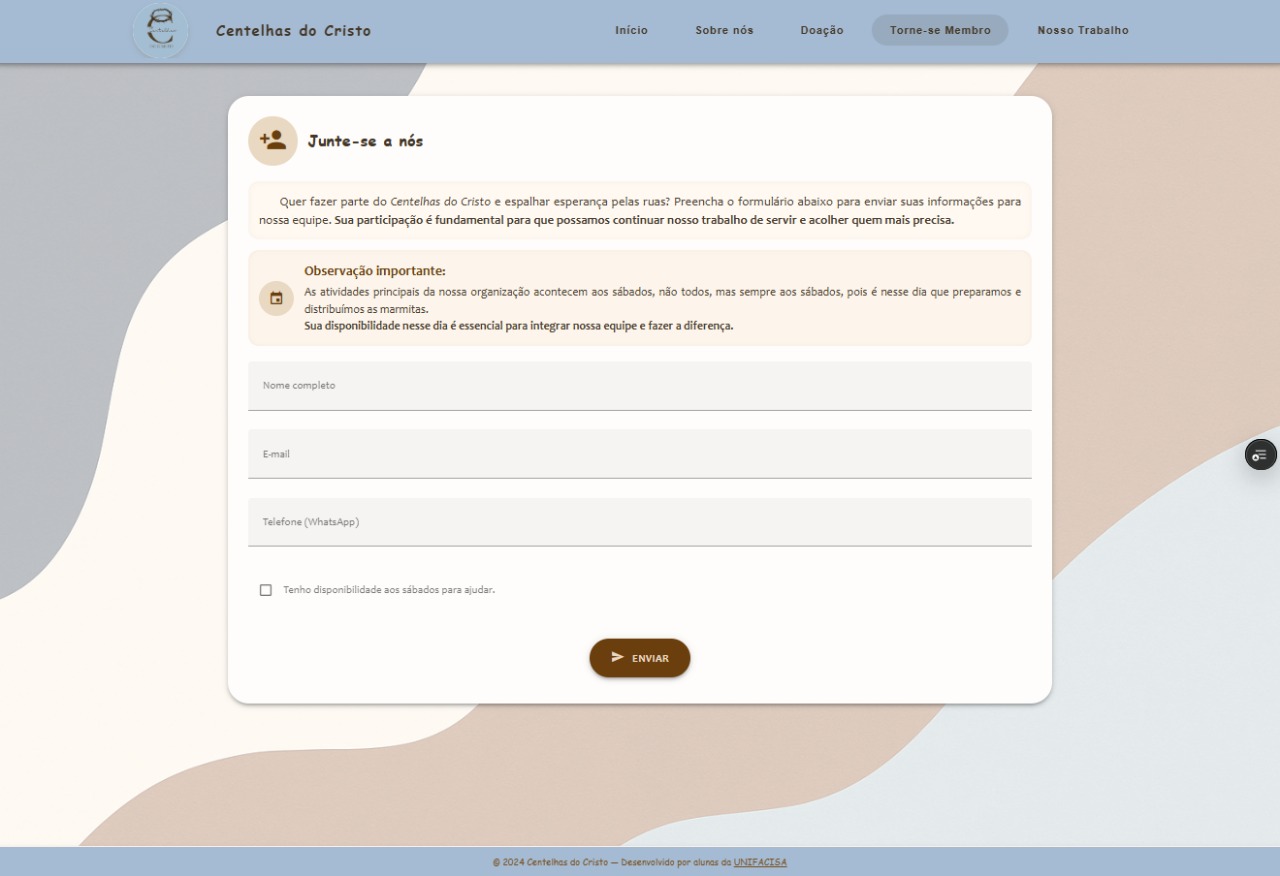 Centelhas do Cristo
Início
Sobre nós
Doação
Torne-se Membro
Nosso Trabalho
Junte-se a nós
Quer fazer parte do Centelhas do Cristo e espalhar esperança pelas ruas? Preencha o formulário abaixo para enviar suas informações para
nossa equipe. Sua participação é fundamental para que possamos continuar nosso trabalho de servir e acolher quem mais precisa.
Observação importante:
As atividades principais da nossa organização acontecem aos sábados, não todos, mas sempre aos sábados, pois é nesse dia que preparamos e
distribuímos as marmitas.
Sua disponibilidade nesse dia é essencial para integrar nossa equipe e fazer a diferença.
Nome completo
E-mail
Telefone (WhatsApp)
Tenho disponibilidade aos sábados para ajudar.
ENVIAR
© 2024 Centelhas do Cristo — Desenvolvido por alunas da UNIFACISA